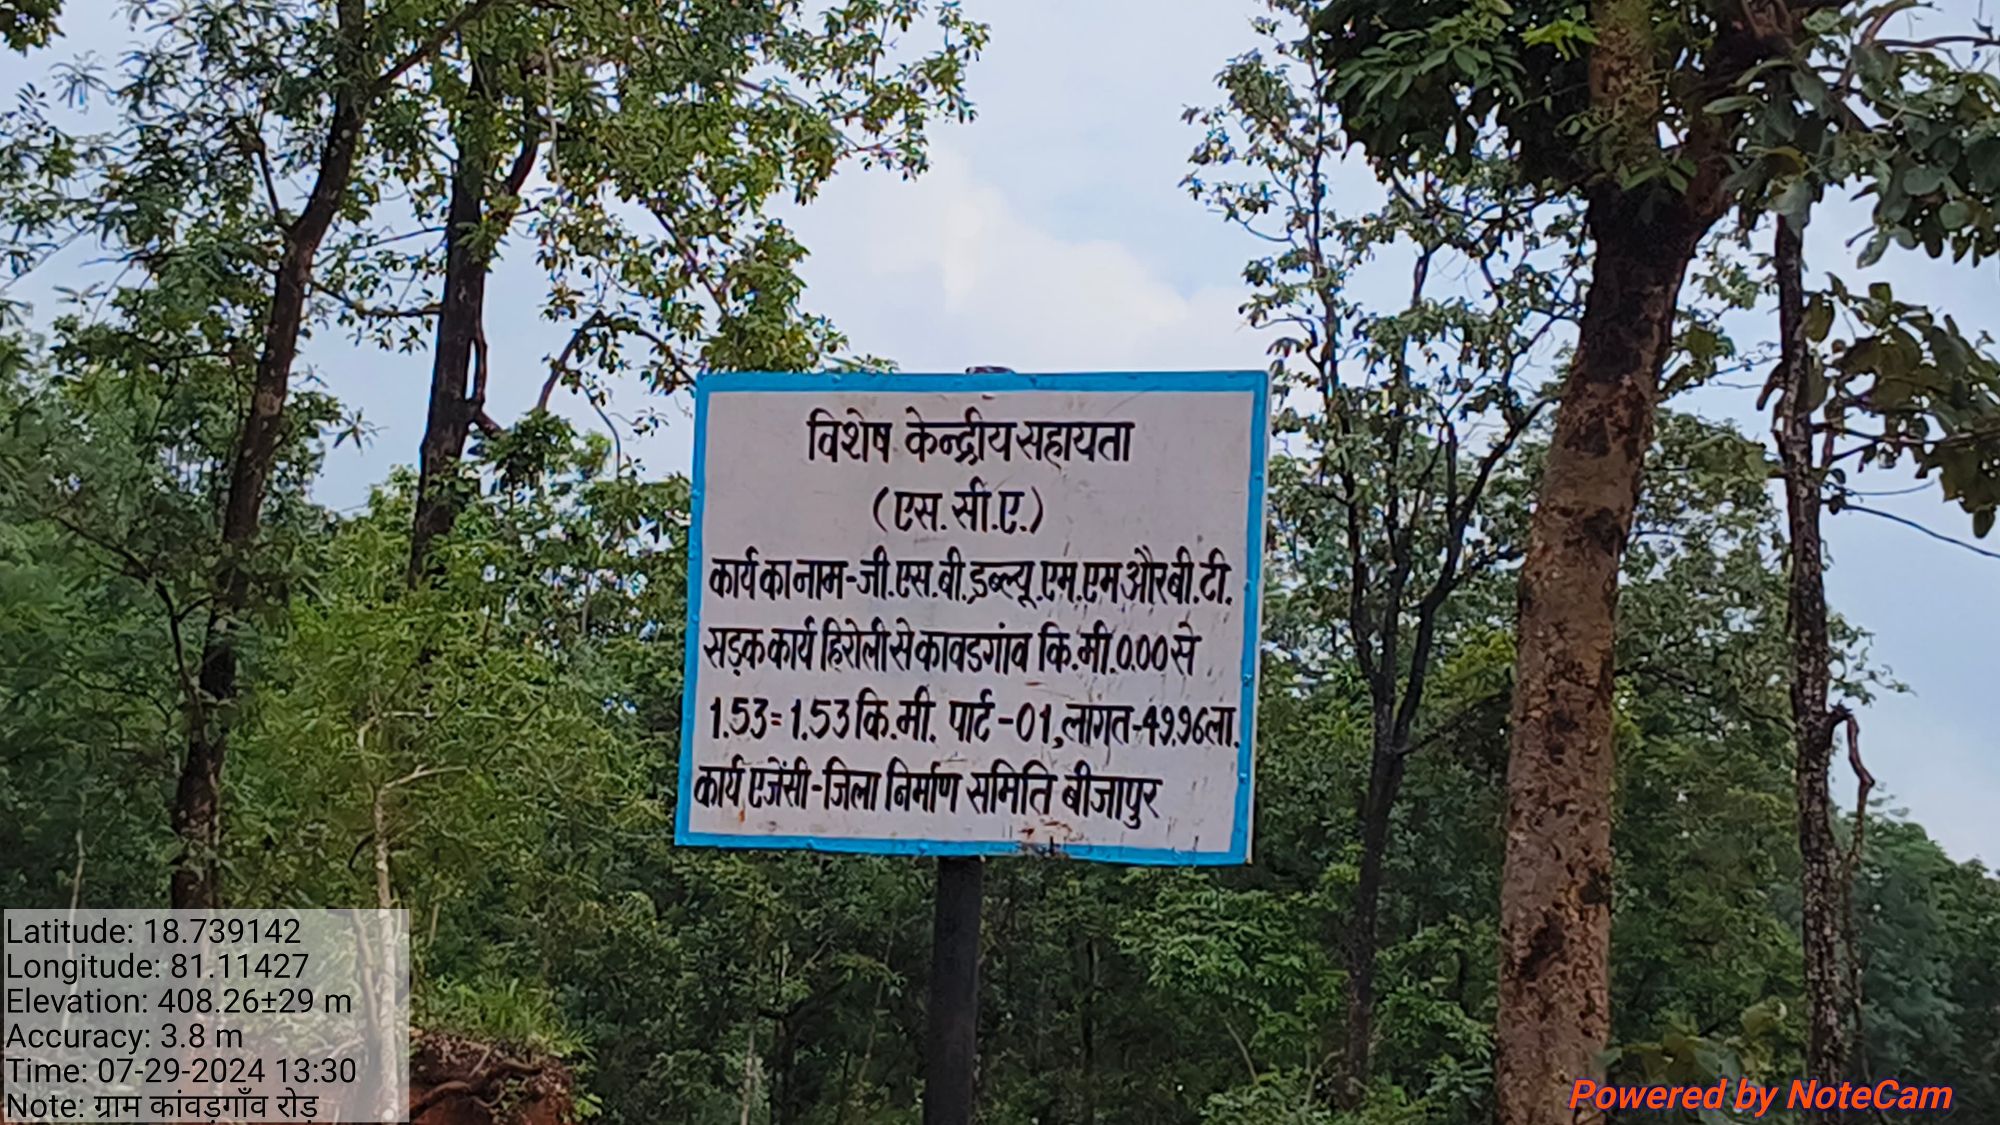 विशेष केन्द्रीय सहायता
(एस. सी.ए.)
कार्य का नाम-जी.एस.बी.डब्ल्यू.एम.एम और बी.टी.
सड़क कार्य हिरोली से कावडगांव कि.मी.0.00 से
1.53=1.53 कि.मी. पार्ट-01,लागत-49.96ला.
कार्य एजेंसी-जिला निर्माण समिति बीजापुर
Latitude: 18.739142
Longitude: 81.11427
Elevation: 408.26±29 m
Accuracy: 3.8 m
Time: 07-29-2024 13:30
Note: ग्राम कांवड़गाँव रोड़
Powered by NoteCam